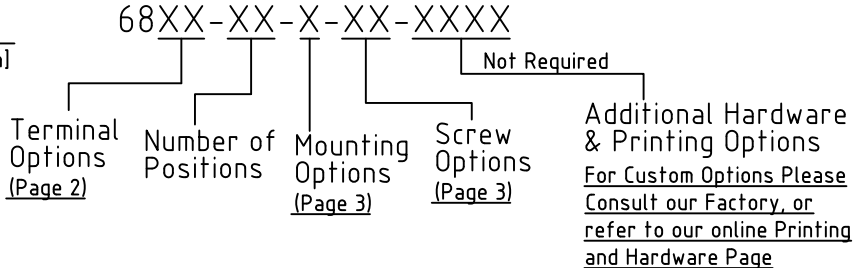 68XX-XX-X-XX-XXXX
Not Required
Terminal
Options
(Page 2)
Number of
Positions
Mounting
Options
(Page 3)
Screw
Options
(Page 3)
Additional Hardware
& Printing Options
For Custom Options Please
Consult our Factory, or
refer to our online Printing
and Hardware Page